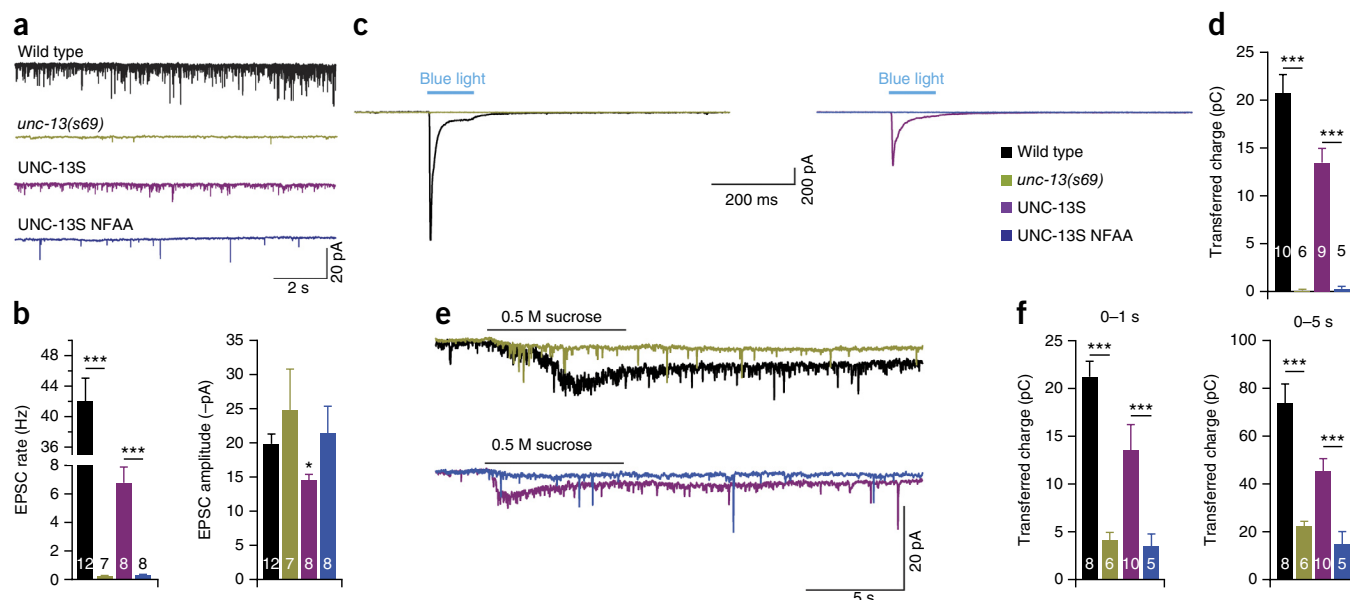 a
Wild type
unc-13(s69)
UNC-13S
UNC-13S NFAA
20 pA
2 s
b
EPSC rate (Hz)
48
46
42
40
38
36
8
6
4
2
0
***
***
12
7
8
8
EPSC amplitude (–pA)
35
30
25
20
15
10
5
0
*
12
7
8
8
c
Blue light
Blue light
200 pA
200 ms
Wild type
unc-13(s69)
UNC-13S
UNC-13S NFAA
d
Transferred charge (pC)
25
20
15
10
5
0
***
***
10
6
9
5
e
0.5 M sucrose
0.5 M sucrose
20 pA
5 s
f
0–1 s
Transferred charge (pC)
25
20
15
10
5
0
***
***
8
6
10
5
0–5 s
Transferred charge (pC)
100
80
60
40
20
0
***
***
8
6
10
5